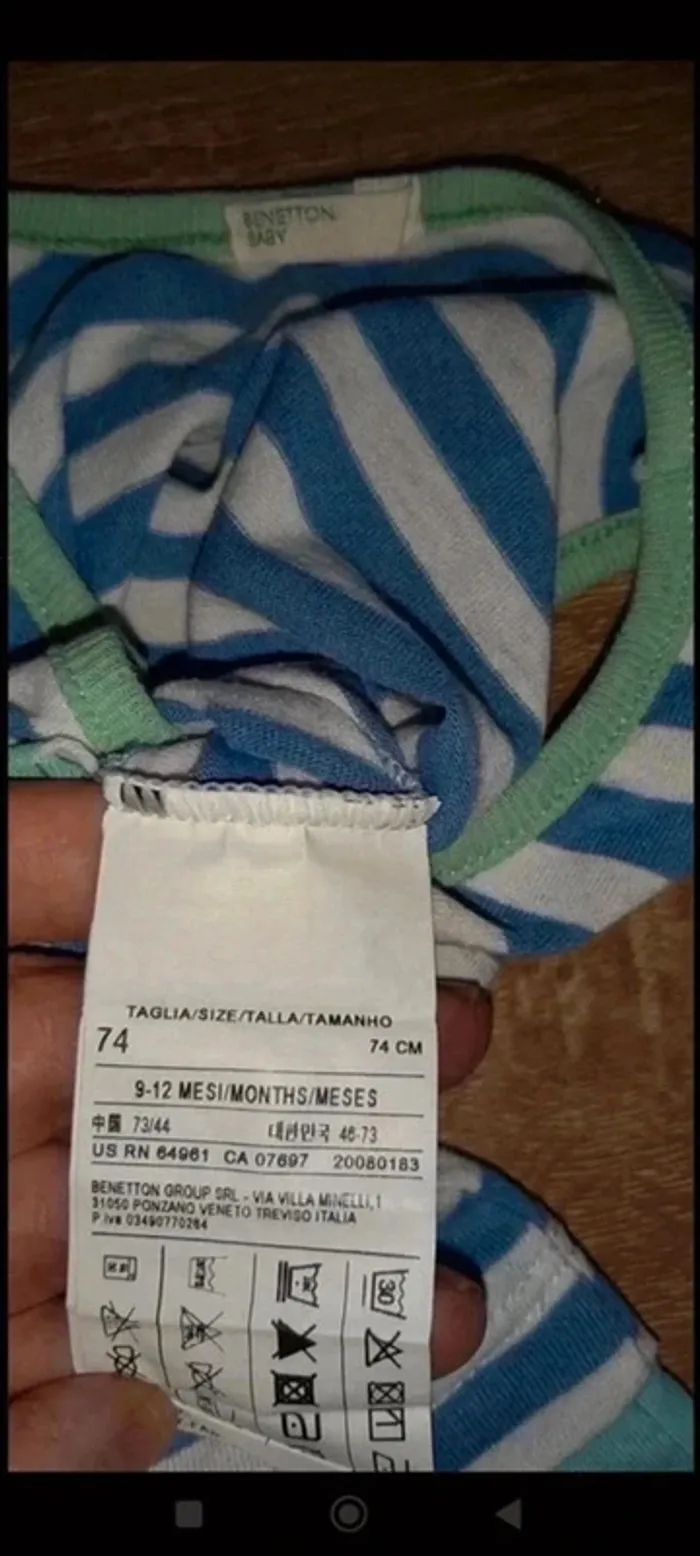 BENETTON
BABY
TAGLIA/SIZE/TALLA/TAMANHO
74 74 CM
9-12 MESI/MONTHS/MESES
中国 73/44 대한민국 46-73
US RN 64961 CA 07697 20080183
BENETTON GROUP SRL - VIA VILLA MINELLI,1
31050 PONZANO VENETO TREVISO ITALIA
P.iva 03490770264
30